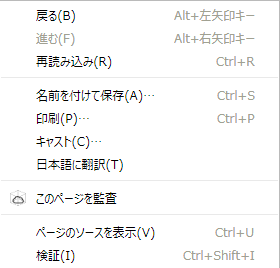 戻る(B) Alt+左矢印キー
進む(F) Alt+右矢印キー
再読み込み(R) Ctrl+R
名前を付けて保存(A)… Ctrl+S
印刷(P)… Ctrl+P
キャスト(C)…
日本語に翻訳(T)
このページを監査
ページのソースを表示(V) Ctrl+U
検証(I) Ctrl+Shift+I